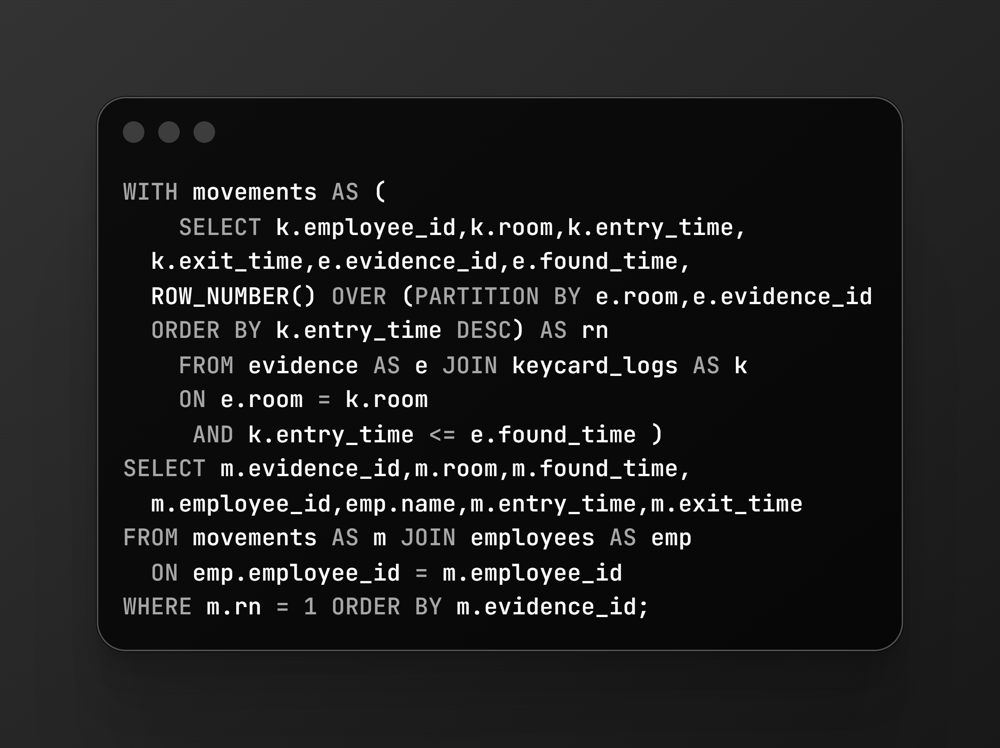 WITH movements AS (
SELECT k.employee_id,k.room,k.entry_time,
k.exit_time,e.evidence_id,e.found_time,
ROW_NUMBER() OVER (PARTITION BY e.room,e.evidence_id
ORDER BY k.entry_time DESC) AS rn
FROM evidence AS e JOIN keycard_logs AS k
ON e.room = k.room
AND k.entry_time <= e.found_time )
SELECT m.evidence_id,m.room,m.found_time,
m.employee_id,emp.name,m.entry_time,m.exit_time
FROM movements AS m JOIN employees AS emp
ON emp.employee_id = m.employee_id
WHERE m.rn = 1 ORDER BY m.evidence_id;